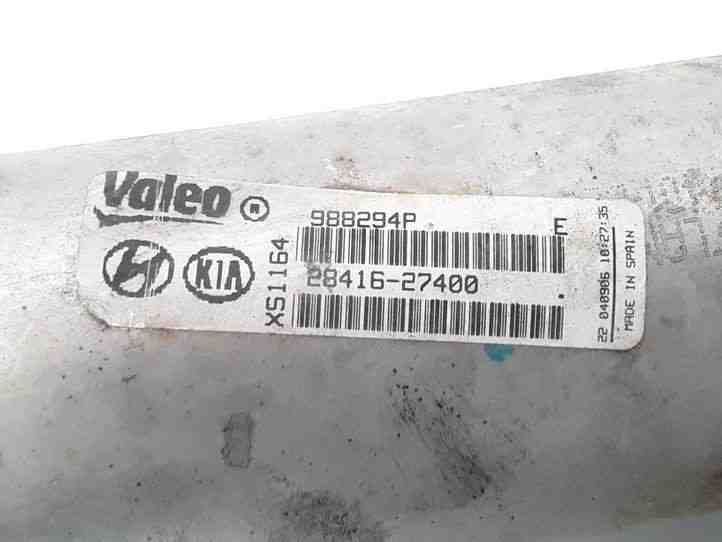 Valeo ®
988294P E
KIA
XS1164
28416-27400
22 040906 10:27:35
MADE IN SPAIN